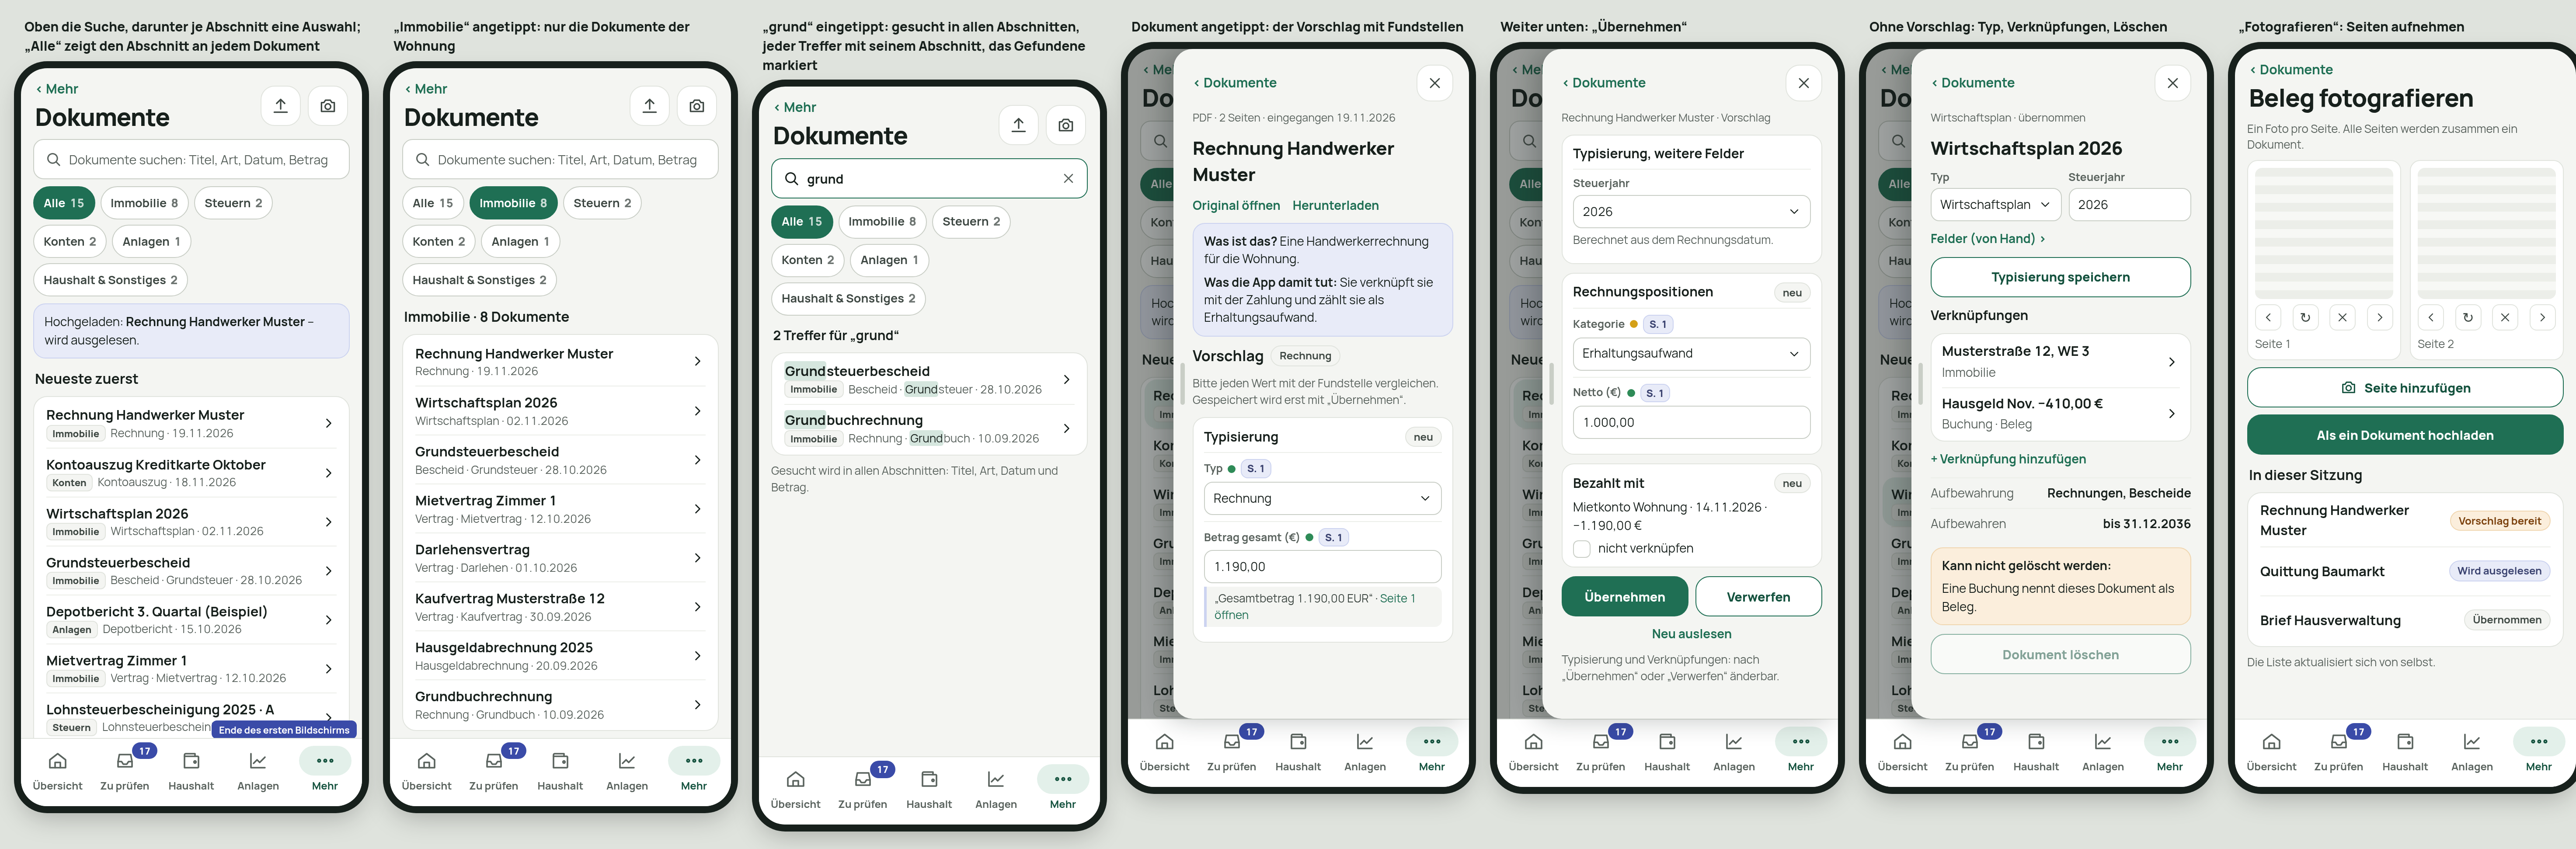 Oben die Suche, darunter je Abschnitt eine Auswahl;
„Alle“ zeigt den Abschnitt an jedem Dokument
‹ Mehr
Dokumente
Dokumente suchen: Titel, Art, Datum, Betrag
Alle 15
Immobilie 8
Steuern 2
Konten 2
Anlagen 1
Haushalt & Sonstiges 2
Hochgeladen: Rechnung Handwerker Muster –
wird ausgelesen.
Neueste zuerst
Rechnung Handwerker Muster
Immobilie Rechnung · 19.11.2026
Kontoauszug Kreditkarte Oktober
Konten Kontoauszug · 18.11.2026
Wirtschaftsplan 2026
Immobilie Wirtschaftsplan · 02.11.2026
Grundsteuerbescheid
Immobilie Bescheid · Grundsteuer · 28.10.2026
Depotbericht 3. Quartal (Beispiel)
Anlagen Depotbericht · 15.10.2026
Mietvertrag Zimmer 1
Immobilie Vertrag · Mietvertrag · 12.10.2026
Lohnsteuerbescheinigung 2025 · A
Steuern Lohnsteuerbeschein
Ende des ersten Bildschirms
17
Übersicht
Zu prüfen
Haushalt
Anlagen
Mehr
„Immobilie“ angetippt: nur die Dokumente der
Wohnung
‹ Mehr
Dokumente
Dokumente suchen: Titel, Art, Datum, Betrag
Alle 15
Immobilie 8
Steuern 2
Konten 2
Anlagen 1
Haushalt & Sonstiges 2
Immobilie · 8 Dokumente
Rechnung Handwerker Muster
Rechnung · 19.11.2026
Wirtschaftsplan 2026
Wirtschaftsplan · 02.11.2026
Grundsteuerbescheid
Bescheid · Grundsteuer · 28.10.2026
Mietvertrag Zimmer 1
Vertrag · Mietvertrag · 12.10.2026
Darlehensvertrag
Vertrag · Darlehen · 01.10.2026
Kaufvertrag Musterstraße 12
Vertrag · Kaufvertrag · 30.09.2026
Hausgeldabrechnung 2025
Hausgeldabrechnung · 20.09.2026
Grundbuchrechnung
Rechnung · Grundbuch · 10.09.2026
17
Übersicht
Zu prüfen
Haushalt
Anlagen
Mehr
„grund“ eingetippt: gesucht in allen Abschnitten,
jeder Treffer mit seinem Abschnitt, das Gefundene
markiert
‹ Mehr
Dokumente
grund
Alle 15
Immobilie 8
Steuern 2
Konten 2
Anlagen 1
Haushalt & Sonstiges 2
2 Treffer für „grund“
Grundsteuerbescheid
Immobilie Bescheid · Grundsteuer · 28.10.2026
Grundbuchrechnung
Immobilie Rechnung · Grundbuch · 10.09.2026
Gesucht wird in allen Abschnitten: Titel, Art, Datum und
Betrag.
17
Übersicht
Zu prüfen
Haushalt
Anlagen
Mehr
Dokument angetippt: der Vorschlag mit Fundstellen
‹ Dokumente
PDF · 2 Seiten · eingegangen 19.11.2026
Rechnung Handwerker
Muster
Original öffnen
Herunterladen
Was ist das? Eine Handwerkerrechnung
für die Wohnung.
Was die App damit tut: Sie verknüpft sie
mit der Zahlung und zählt sie als
Erhaltungsaufwand.
Vorschlag Rechnung
Bitte jeden Wert mit der Fundstelle vergleichen.
Gespeichert wird erst mit „Übernehmen“.
Typisierung neu
Typ S. 1
Rechnung
Betrag gesamt (€) S. 1
1.190,00
„Gesamtbetrag 1.190,00 EUR“ · Seite 1
öffnen
17
Übersicht
Zu prüfen
Haushalt
Anlagen
Mehr
Weiter unten: „Übernehmen“
‹ Dokumente
Rechnung Handwerker Muster · Vorschlag
Typisierung, weitere Felder
Steuerjahr
2026
Berechnet aus dem Rechnungsdatum.
Rechnungspositionen neu
Kategorie S. 1
Erhaltungsaufwand
Netto (€) S. 1
1.000,00
Bezahlt mit neu
Mietkonto Wohnung · 14.11.2026 ·
−1.190,00 €
nicht verknüpfen
Übernehmen
Verwerfen
Neu auslesen
Typisierung und Verknüpfungen: nach
„Übernehmen“ oder „Verwerfen“ änderbar.
17
Übersicht
Zu prüfen
Haushalt
Anlagen
Mehr
Ohne Vorschlag: Typ, Verknüpfungen, Löschen
‹ Dokumente
Wirtschaftsplan · übernommen
Wirtschaftsplan 2026
Typ
Steuerjahr
Wirtschaftsplan
2026
Felder (von Hand) ›
Typisierung speichern
Verknüpfungen
Musterstraße 12, WE 3
Immobilie
Hausgeld Nov. −410,00 €
Buchung · Beleg
+ Verknüpfung hinzufügen
Aufbewahrung Rechnungen, Bescheide
Aufbewahren bis 31.12.2036
Kann nicht gelöscht werden:
Eine Buchung nennt dieses Dokument als
Beleg.
Dokument löschen
17
Übersicht
Zu prüfen
Haushalt
Anlagen
Mehr
„Fotografieren“: Seiten aufnehmen
‹ Dokumente
Beleg fotografieren
Ein Foto pro Seite. Alle Seiten werden zusammen ein
Dokument.
Seite 1
Seite 2
Seite hinzufügen
Als ein Dokument hochladen
In dieser Sitzung
Rechnung Handwerker
Muster
Vorschlag bereit
Quittung Baumarkt
Wird ausgelesen
Brief Hausverwaltung
Übernommen
Die Liste aktualisiert sich von selbst.
17
Übersicht
Zu prüfen
Haushalt
Anlagen
Mehr